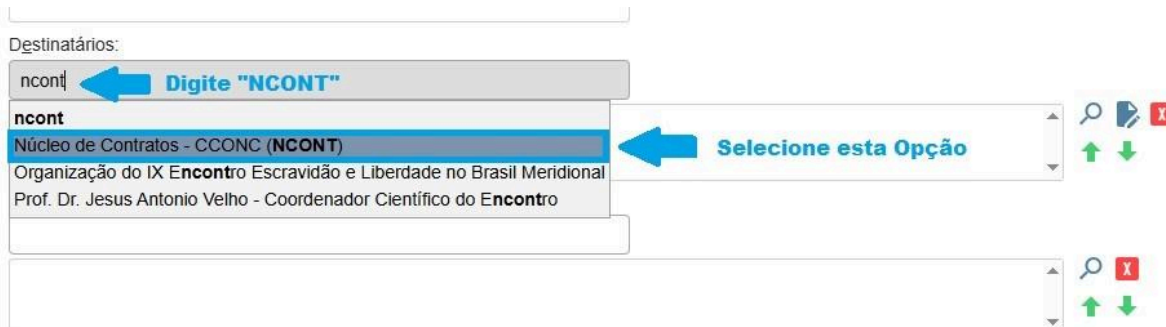 Destinatários:
ncont
Digite "NCONT"
ncont
Núcleo de Contratos - CCONC (NCONT)
Selecione esta Opção
Organização do IX Encontro Escravidão e Liberdade no Brasil Meridional
Prof. Dr. Jesus Antonio Velho - Coordenador Científico do Encontro
X
X